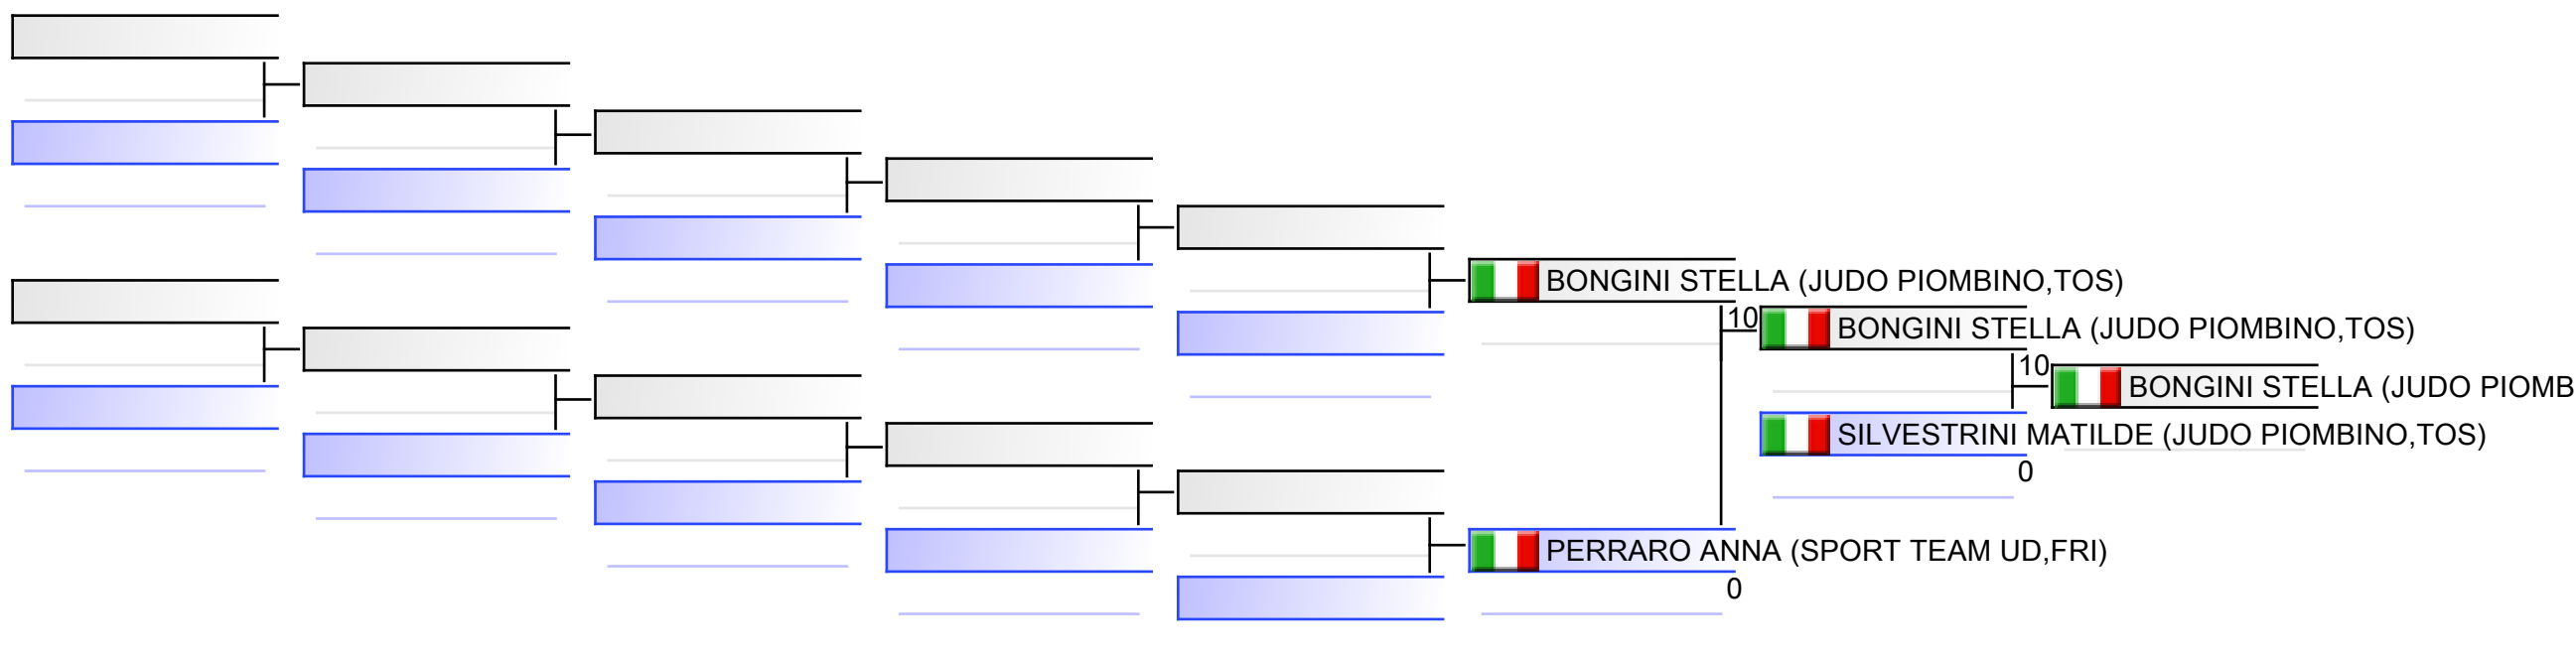 BONGINI STELLA (JUDO PIOMBINO,TOS)
10
BONGINI STELLA (JUDO PIOMBINO,TOS)
10
BONGINI STELLA (JUDO PIOMB
SILVESTRINI MATILDE (JUDO PIOMBINO,TOS)
0
PERRARO ANNA (SPORT TEAM UD,FRI)
0